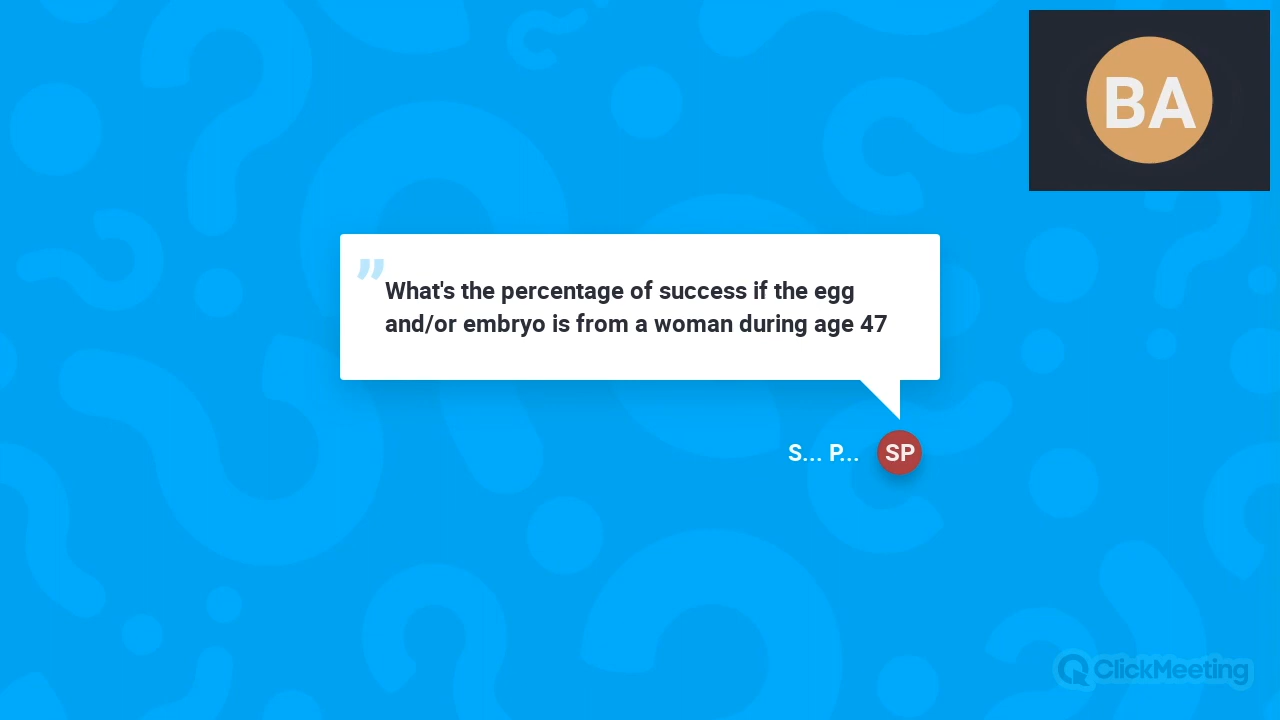 BA
”
What's the percentage of success if the egg
and/or embryo is from a woman during age 47
S... P... SP
ClickMeeting